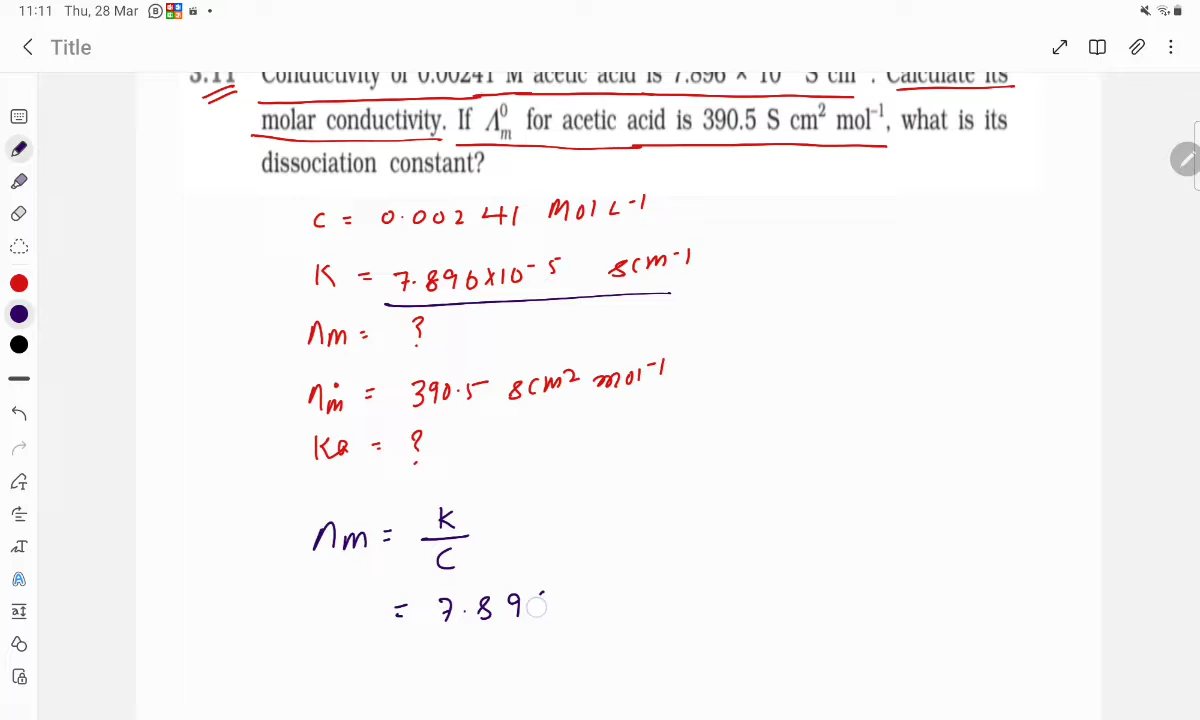 11:11 Thu, 28 Mar
Title
3.11 Conductivity of 0.00241 M acetic acid is 7.896 × 10 S cm . Calculate its
molar conductivity. If Λ⁰m for acetic acid is 390.5 S cm² mol⁻¹, what is its
dissociation constant?
C = 0.00241 mol L-1
K = 7.896×10-5 Scm-1
Λm = ?
Λ°m = 390.5 Scm² mol-1
Ka = ?
Λm = K/C
= 7.89